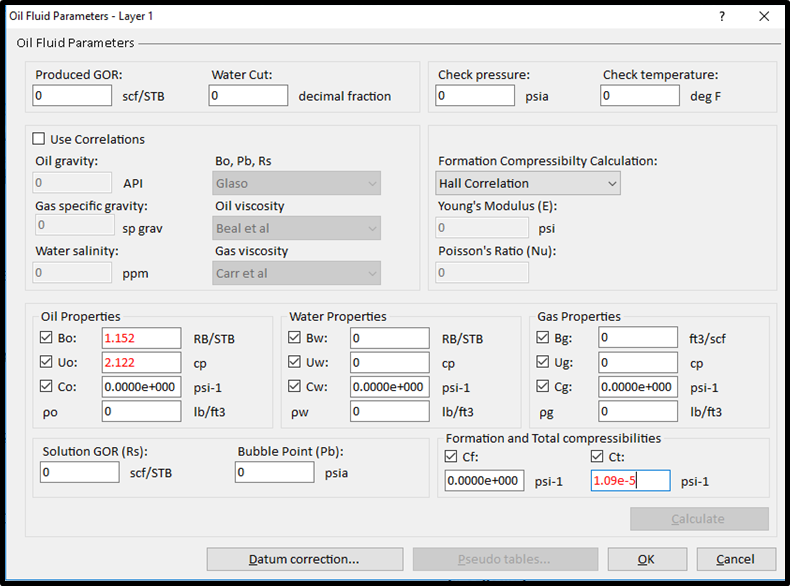 Oil Fluid Parameters - Layer 1 ?
Oil Fluid Parameters
Produced GOR: Water Cut: Check pressure: Check temperature:
0 scf/STB 0 decimal fraction 0 psia 0 deg F
Use Correlations
Oil gravity: Bo, Pb, Rs Formation Compressibilty Calculation:
0 API Glaso Hall Correlation
Gas specific gravity: Oil viscosity Young's Modulus (E):
0 sp grav Beal et al 0 psi
Water salinity: Gas viscosity Poisson's Ratio (Nu):
0 ppm Carr et al 0
Oil Properties Water Properties Gas Properties
Bo: 1.152 RB/STB Bw: 0 RB/STB Bg: 0 ft3/scf
Uo: 2.122 cp Uw: 0 cp Ug: 0 cp
Co: 0.0000e+000 psi-1 Cw: 0.0000e+000 psi-1 Cg: 0.0000e+000 psi-1
ρo 0 lb/ft3 ρw 0 lb/ft3 ρg 0 lb/ft3
Formation and Total compressibilities
Solution GOR (Rs): Bubble Point (Pb): Cf: Ct:
0 scf/STB 0 psia 0.0000e+000 psi-1 1.09e-5 psi-1
Calculate
Datum correction... Pseudo tables... OK Cancel